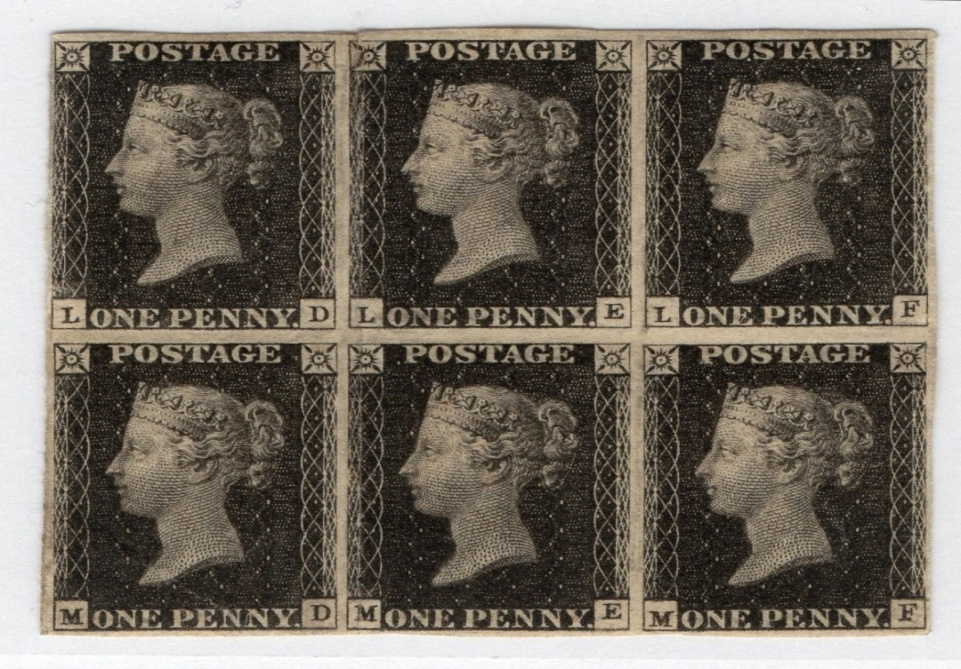 POSTAGE POSTAGE POSTAGE
L ONE PENNY. D L ONE PENNY. E L ONE PENNY. F
POSTAGE POSTAGE POSTAGE
M ONE PENNY. D M ONE PENNY. E M ONE PENNY. F